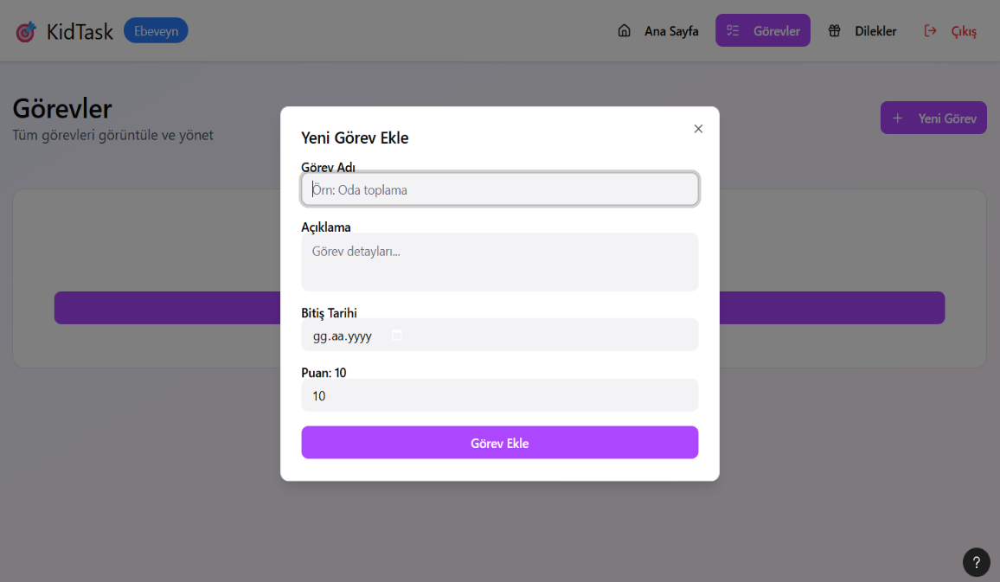 KidTask
Ebeveyn
Ana Sayfa
Görevler
Dilekler
Çıkış
Görevler
Tüm görevleri görüntüle ve yönet
Yeni Görev
Yeni Görev Ekle
Görev Adı
Örn: Oda toplama
Açıklama
Görev detayları...
Bitiş Tarihi
gg.aa.yyyy
Puan: 10
10
Görev Ekle
?